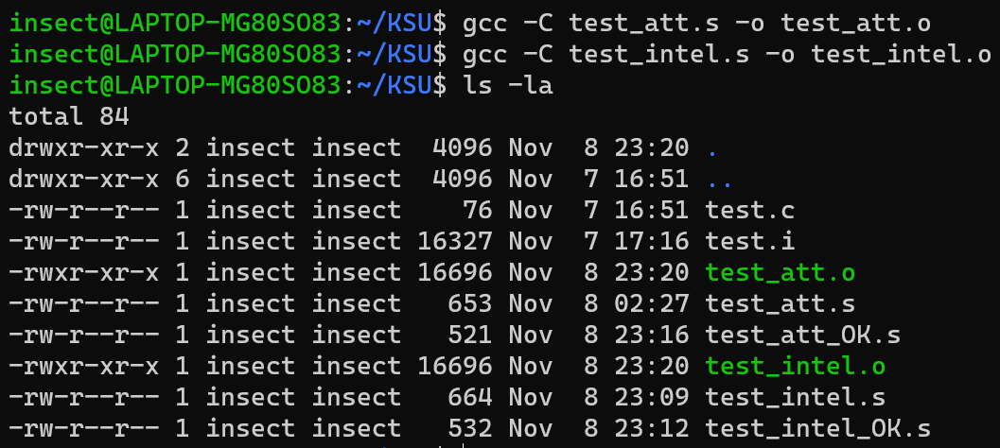 insect@LAPTOP-MG80SO83:~/KSU$ gcc -C test_att.s -o test_att.o
insect@LAPTOP-MG80SO83:~/KSU$ gcc -C test_intel.s -o test_intel.o
insect@LAPTOP-MG80SO83:~/KSU$ ls -la
total 84
drwxr-xr-x 2 insect insect  4096 Nov  8 23:20 .
drwxr-xr-x 6 insect insect  4096 Nov  7 16:51 ..
-rw-r--r-- 1 insect insect    76 Nov  7 16:51 test.c
-rw-r--r-- 1 insect insect 16327 Nov  7 17:16 test.i
-rwxr-xr-x 1 insect insect 16696 Nov  8 23:20 test_att.o
-rw-r--r-- 1 insect insect   653 Nov  8 02:27 test_att.s
-rw-r--r-- 1 insect insect   521 Nov  8 23:16 test_att_OK.s
-rwxr-xr-x 1 insect insect 16696 Nov  8 23:20 test_intel.o
-rw-r--r-- 1 insect insect   664 Nov  8 23:09 test_intel.s
-rw-r--r-- 1 insect insect   532 Nov  8 23:12 test_intel_OK.s